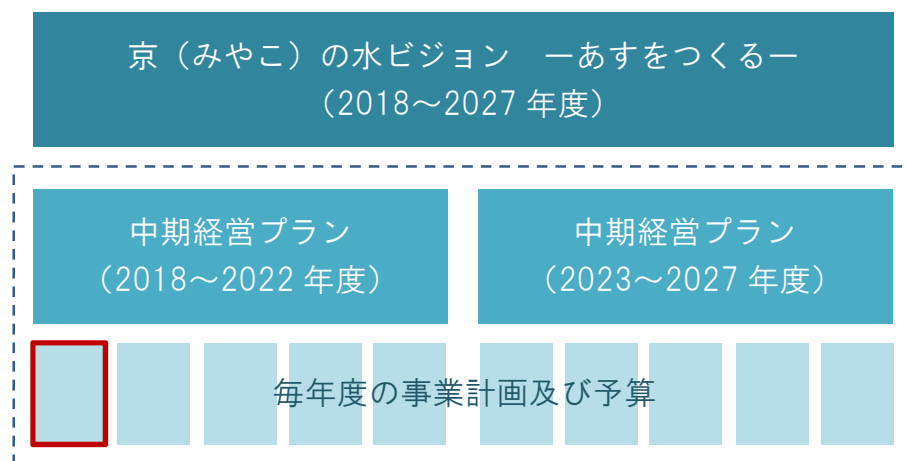 京（みやこ）の水ビジョン　―あすをつくる―
（2018～2027 年度）
中期経営プラン
（2018～2022 年度）
中期経営プラン
（2023～2027 年度）
毎年度の事業計画及び予算